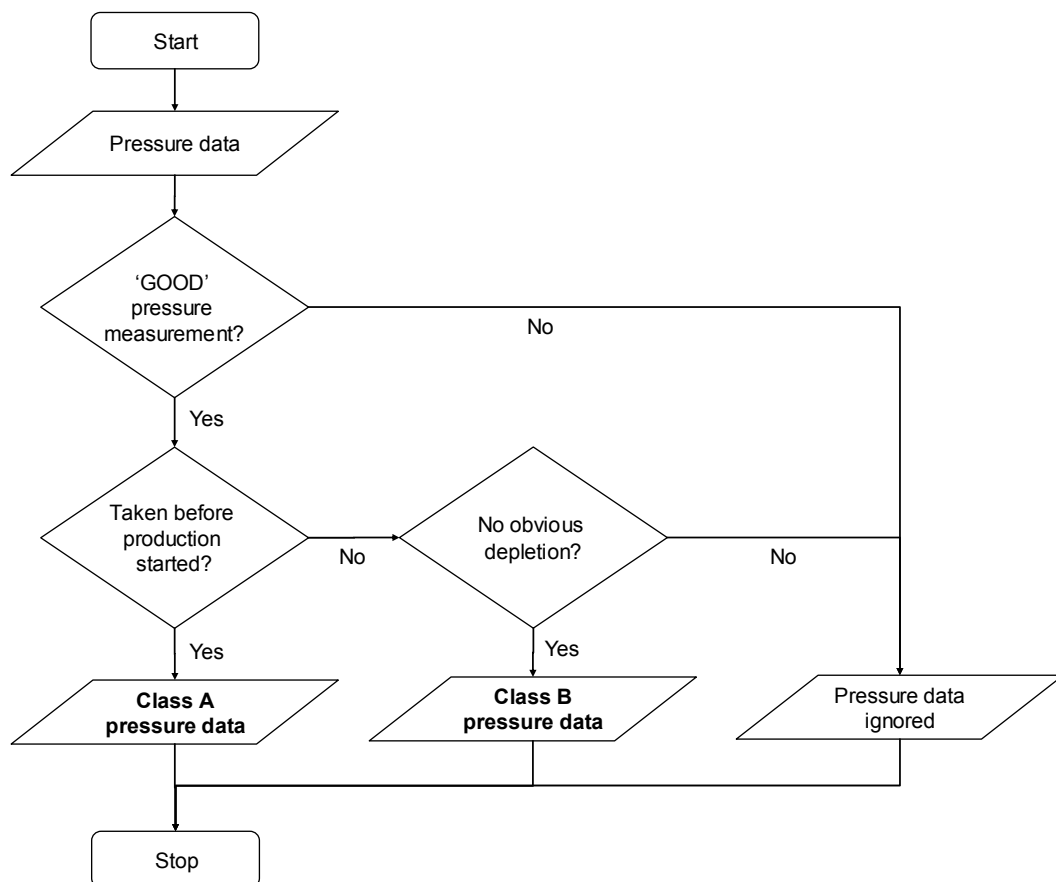 Start
Pressure data
‘GOOD’
pressure
measurement?
No
Yes
Taken before
production
started?
No
No obvious
depletion?
No
Yes
Yes
Class A
pressure data
Class B
pressure data
Pressure data
ignored
Stop